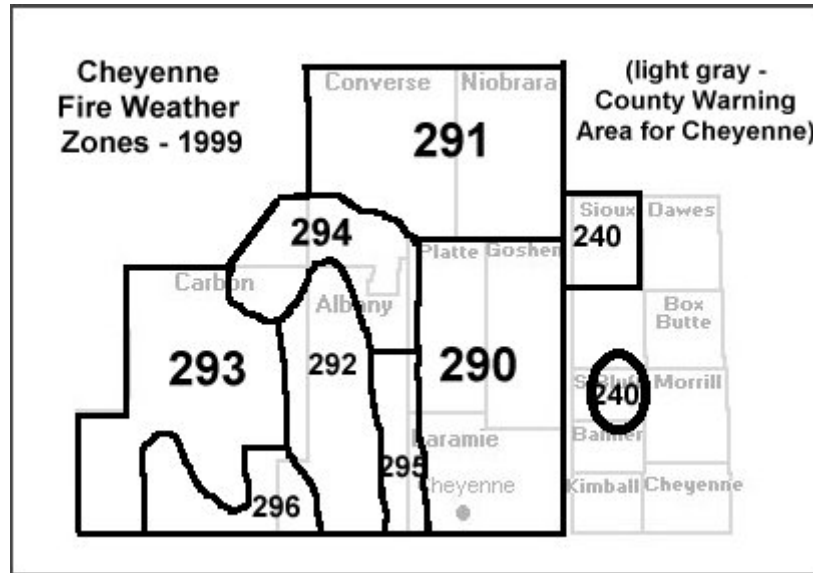 Cheyenne
Fire Weather
Zones - 1999
(light gray -
County Warning
Area for Cheyenne)
Converse
Niobrara
291
Sioux
Dawes
240
294
Platte
Goshen
Carbon
Albany
Box
Butte
293
292
290
240
Morrill
Banner
Laramie
295
Cheyenne
Kimball
Cheyenne
296